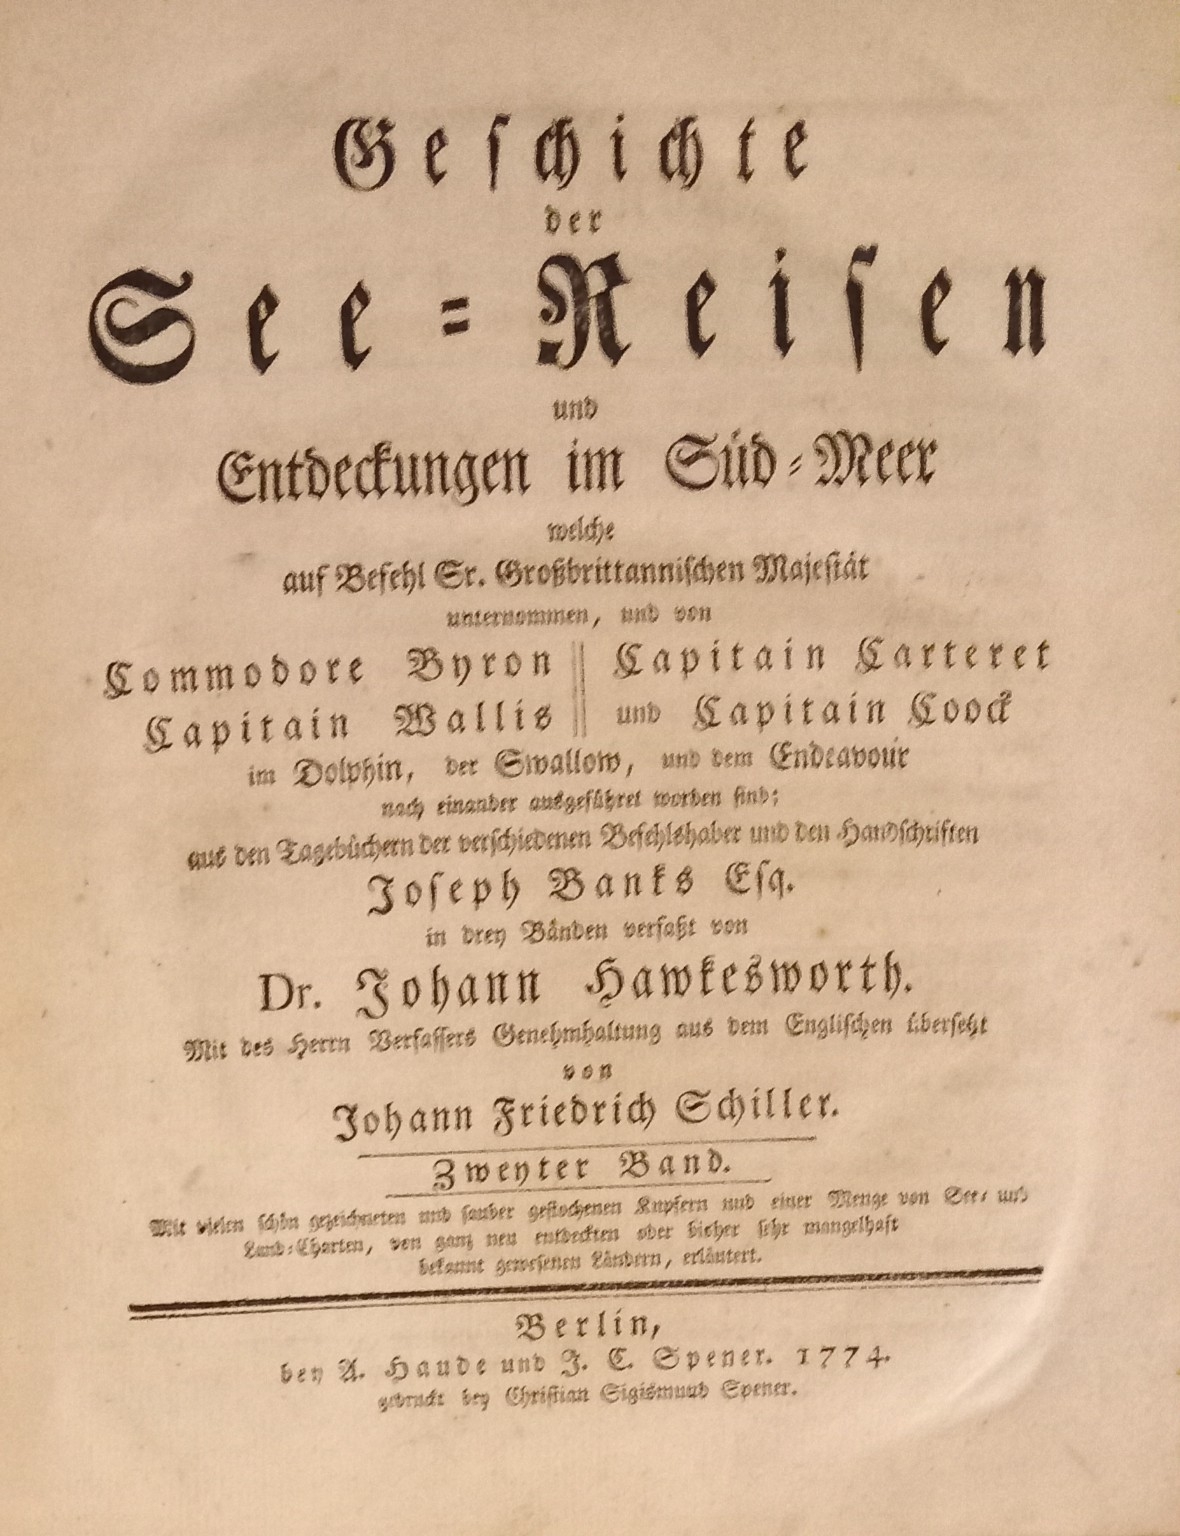 Geschichte
der
See=Reisen
und
Entdeckungen im Süd=Meer
welche
auf Befehl Sr. Großbrittannischen Majestät
unternommen, und von
Commodore Byron || Capitain Carteret
Capitain Wallis || und Capitain Coock
im Dolphin, der Swallow, und dem Endeavour
nach einander ausgeführet worden sind;
aus den Tagebüchern der verschiedenen Befehlshaber und den Handschriften
Joseph Banks Esq.
in drey Bänden verfaßt von
Dr. Johann Hawkesworth.
Mit des Herrn Verfassers Genehmhaltung aus dem Englischen übersetzt
von
Johann Friedrich Schiller.
Zweyter Band.
Mit vielen schön gezeichneten und sauber gestochenen Kupfern und einer Menge von See= und
Land=Charten, von ganz neu entdeckten oder bisher sehr mangelhaft
bekannt gewesenen Ländern, erläutert.
Berlin,
bey A. Haude und J. C. Spener. 1774.
gedruckt bey Christian Sigismund Spener.